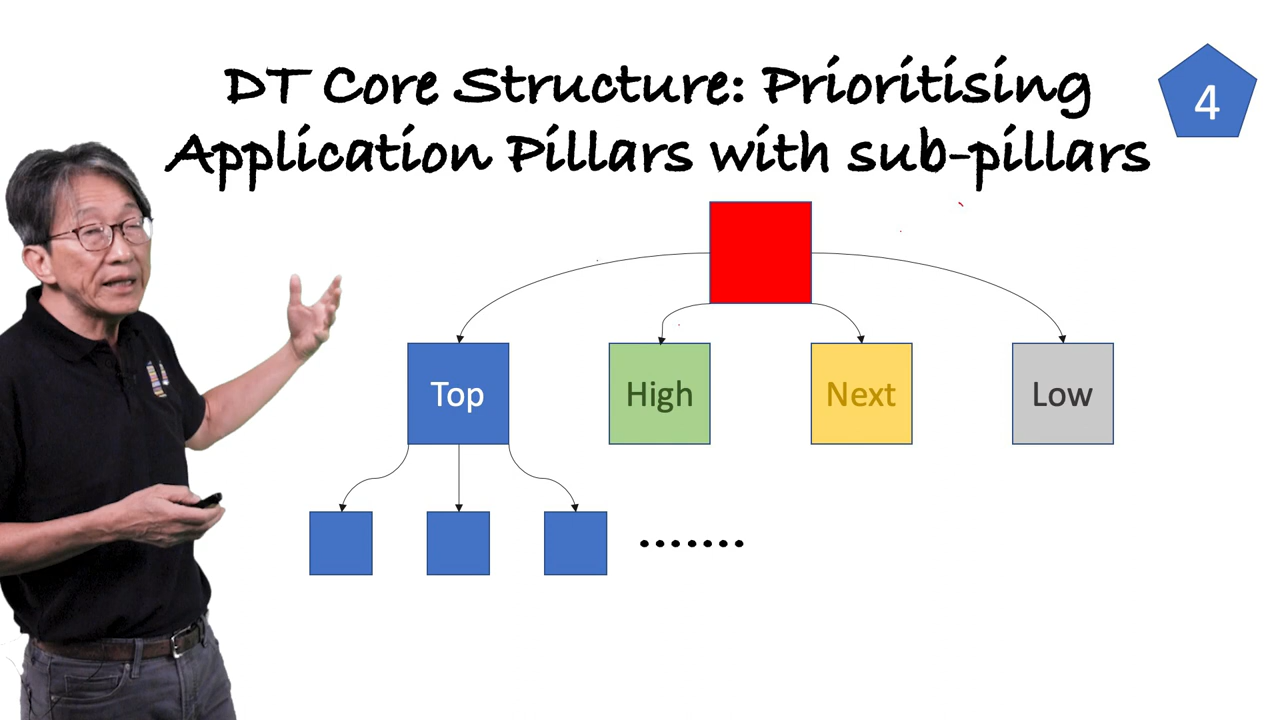 DT Core Structure: Prioritising
Application Pillars with sub-pillars
4
Top
High
Next
Low
.......